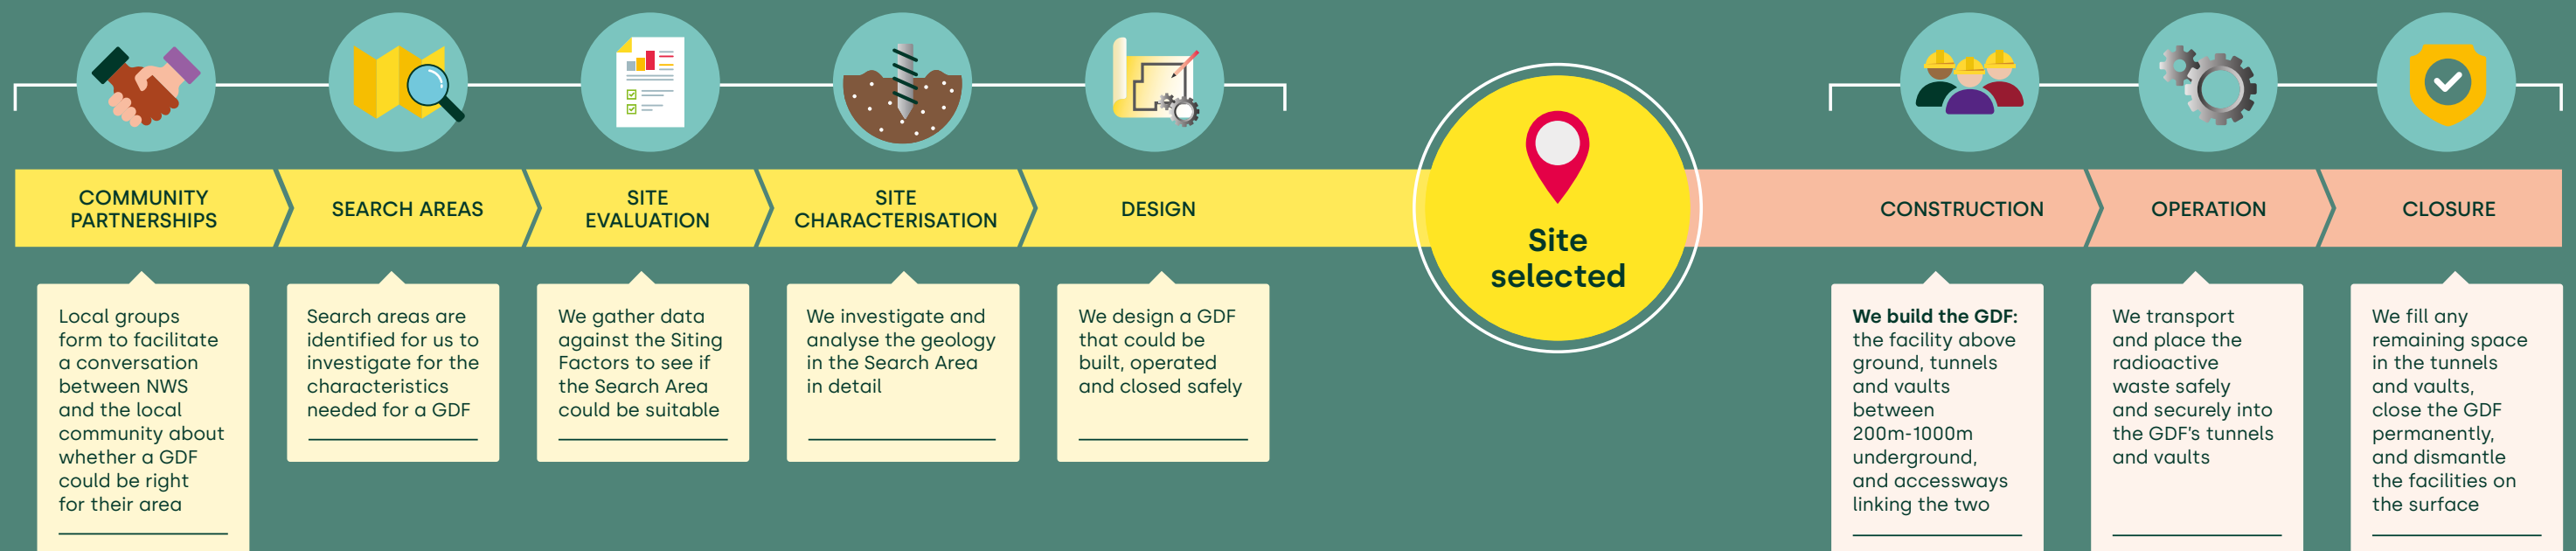 COMMUNITY
PARTNERSHIPS
SEARCH AREAS
SITE
EVALUATION
SITE
CHARACTERISATION
DESIGN
Site
selected
CONSTRUCTION
OPERATION
CLOSURE
Local groups
form to facilitate
a conversation
between NWS
and the local
community about
whether a GDF
could be right
for their area
Search areas are
identified for us to
investigate for the
characteristics
needed for a GDF
We gather data
against the Siting
Factors to see if
the Search Area
could be suitable
We investigate and
analyse the geology
in the Search Area
in detail
We design a GDF
that could be
built, operated
and closed safely
We build the GDF:
the facility above
ground, tunnels
and vaults
between
200m-1000m
underground,
and accessways
linking the two
We transport
and place the
radioactive
waste safely
and securely into
the GDF's tunnels
and vaults
We fill any
remaining space
in the tunnels
and vaults,
close the GDF
permanently,
and dismantle
the facilities on
the surface